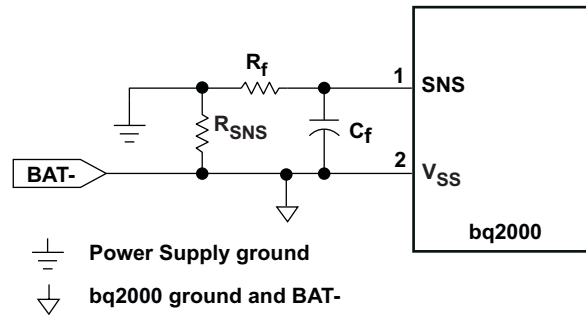 R_f
1
SNS
R_SNS
C_f
2
BAT-
V_SS
bq2000
Power Supply ground
bq2000 ground and BAT-